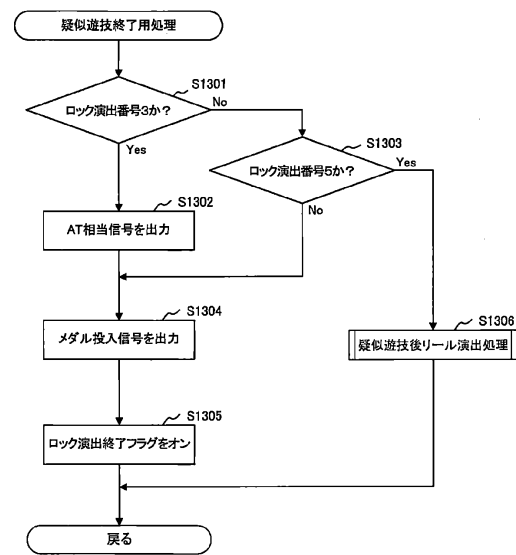 疑似遊技終了用処理
S1301
ロック演出番号3か?
No
Yes
S1303
ロック演出番号5か?
Yes
No
S1302
AT相当信号を出力
S1304
メダル投入信号を出力
S1306
疑似遊技後リール演出処理
S1305
ロック演出終了フラグをオン
戻る